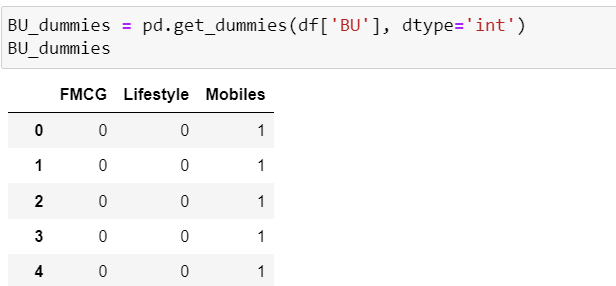 BU_dummies = pd.get_dummies(df['BU'], dtype='int')
BU_dummies
FMCG Lifestyle Mobiles
0 0 0 1
1 0 0 1
2 0 0 1
3 0 0 1
4 0 0 1